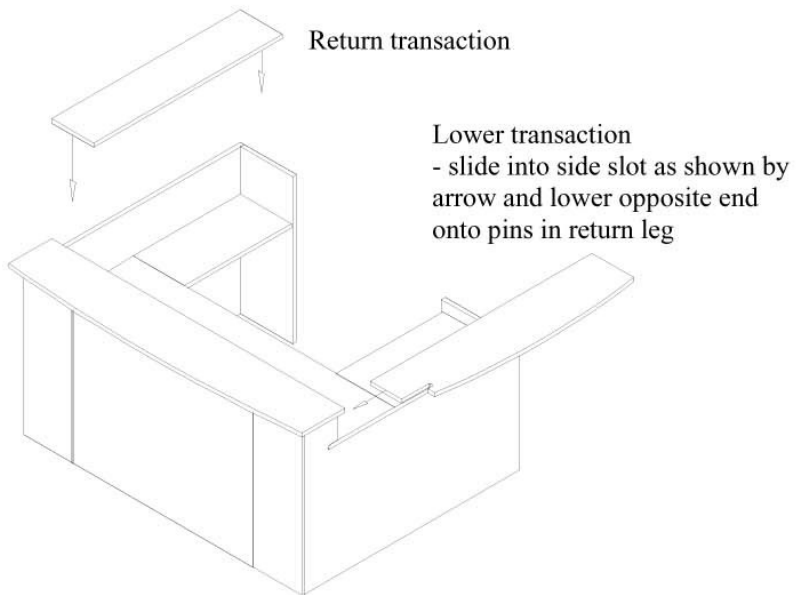 Return transaction
Lower transaction
- slide into side slot as shown by
arrow and lower opposite end
onto pins in return leg